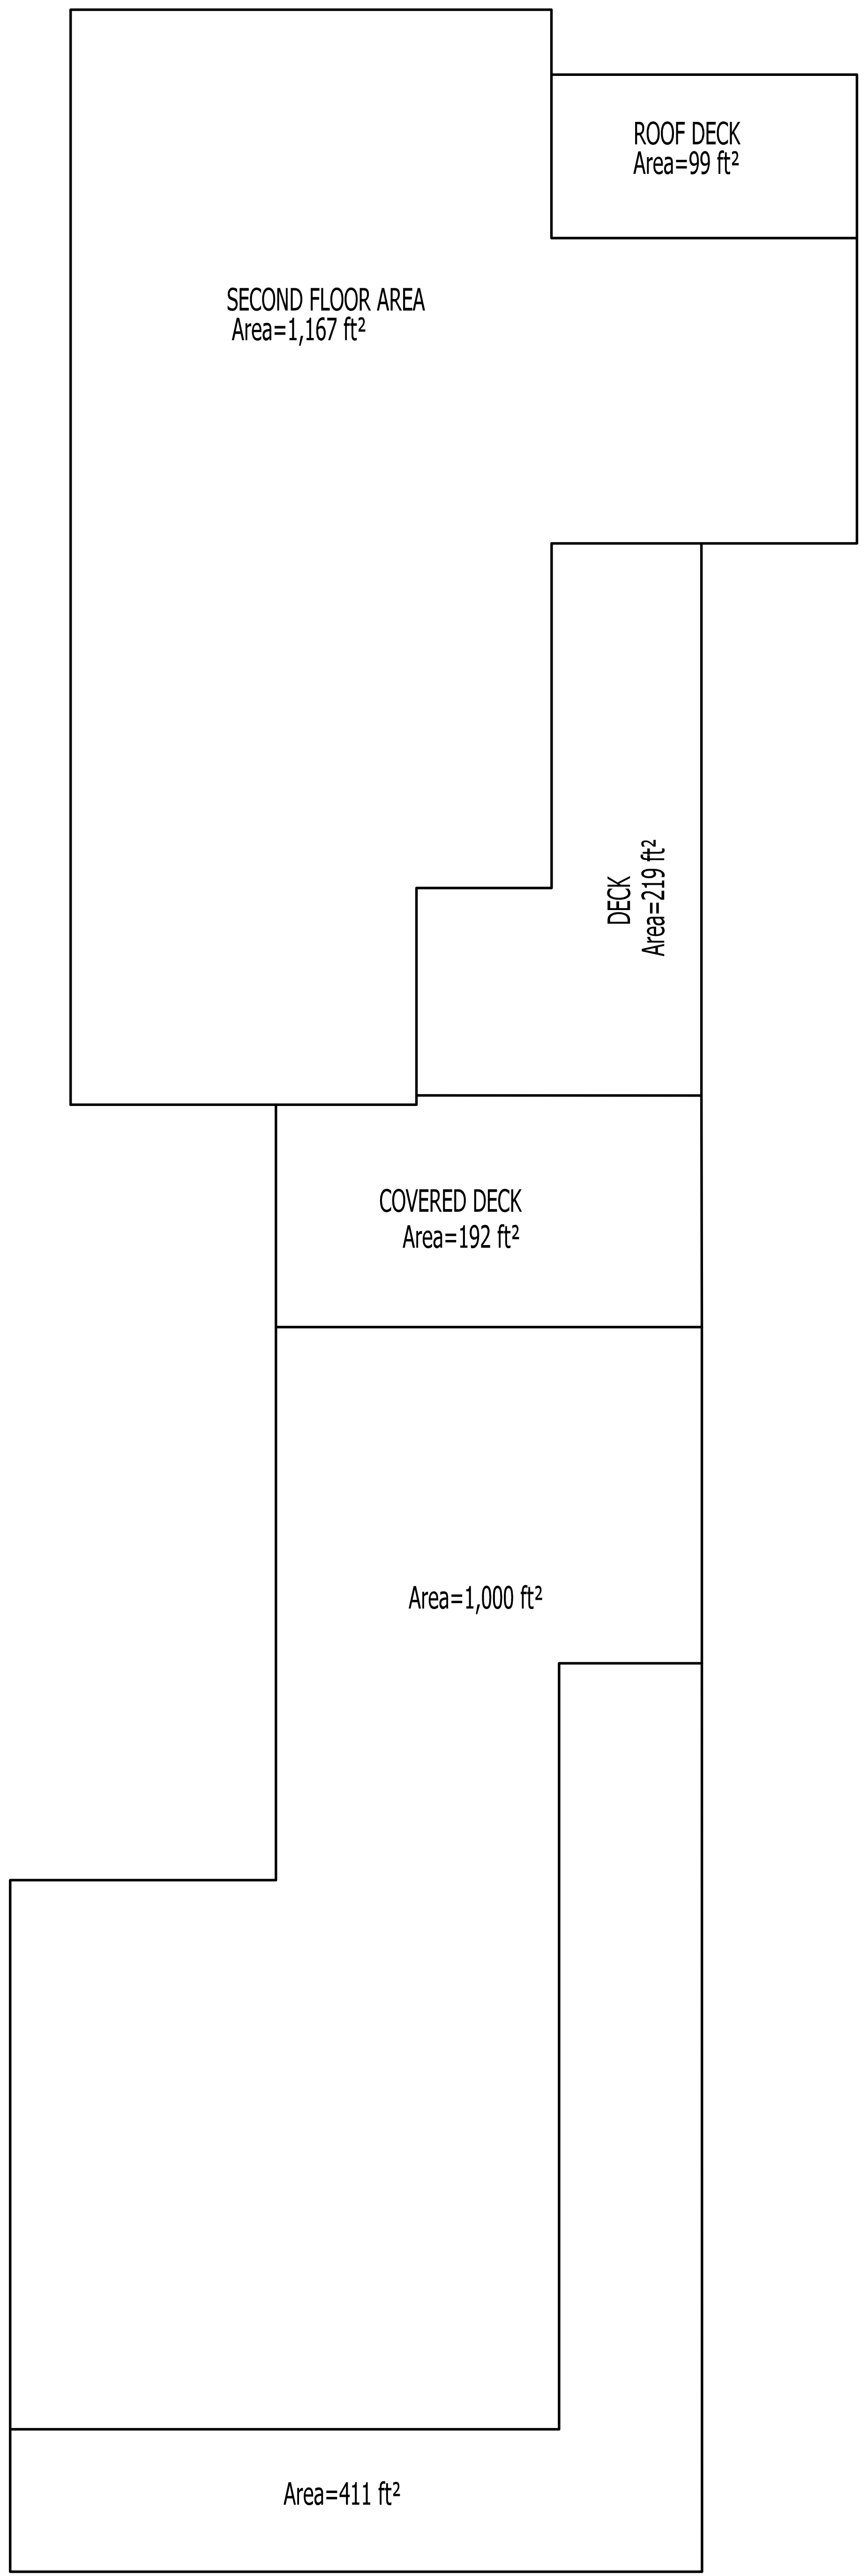 ROOF DECK
Area=99 ft²
SECOND FLOOR AREA
Area=1,167 ft²
DECK
Area=219 ft²
COVERED DECK
Area=192 ft²
Area=1,000 ft²
Area=411 ft²